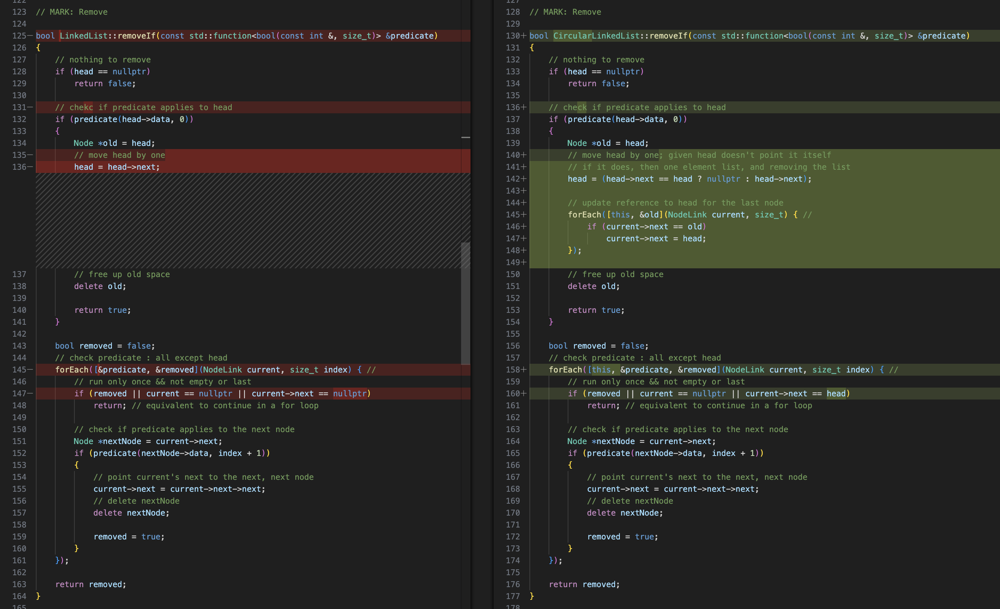 122
123 // MARK: Remove
124
125— bool LinkedList::removeIf(const std::function<bool(const int &, size_t)> &predicate)
126 {
127     // nothing to remove
128     if (head == nullptr)
129         return false;
130
131—     // chekc if predicate applies to head
132     if (predicate(head->data, 0))
133     {
134         Node *old = head;
135—         // move head by one
136—         head = head->next;
137         // free up old space
138         delete old;
139
140         return true;
141     }
142
143     bool removed = false;
144     // check predicate : all except head
145—     forEach([&predicate, &removed](NodeLink current, size_t index) { //
146         // run only once && not empty or last
147—         if (removed || current == nullptr || current->next == nullptr)
148             return; // equivalent to continue in a for loop
149
150         // check if predicate applies to the next node
151         Node *nextNode = current->next;
152         if (predicate(nextNode->data, index + 1))
153         {
154             // point current's next to the next, next node
155             current->next = current->next->next;
156             // delete nextNode
157             delete nextNode;
158
159             removed = true;
160         }
161     });
162
163     return removed;
164 }
165
127
128 // MARK: Remove
129
130+ bool CircularLinkedList::removeIf(const std::function<bool(const int &, size_t)> &predicate)
131 {
132     // nothing to remove
133     if (head == nullptr)
134         return false;
135
136+     // check if predicate applies to head
137     if (predicate(head->data, 0))
138     {
139         Node *old = head;
140+         // move head by one; given head doesn't point it itself
141+         // if it does, then one element list, and removing the list
142+         head = (head->next == head ? nullptr : head->next);
143+
144+         // update reference to head for the last node
145+         forEach([this, &old](NodeLink current, size_t) { //
146+             if (current->next == old)
147+                 current->next = head;
148+         });
149+
150         // free up old space
151         delete old;
152
153         return true;
154     }
155
156     bool removed = false;
157     // check predicate : all except head
158+     forEach([this, &predicate, &removed](NodeLink current, size_t index) { //
159         // run only once && not empty or last
160+         if (removed || current == nullptr || current->next == head)
161             return; // equivalent to continue in a for loop
162
163         // check if predicate applies to the next node
164         Node *nextNode = current->next;
165         if (predicate(nextNode->data, index + 1))
166         {
167             // point current's next to the next, next node
168             current->next = current->next->next;
169             // delete nextNode
170             delete nextNode;
171
172             removed = true;
173         }
174     });
175
176     return removed;
177 }
178